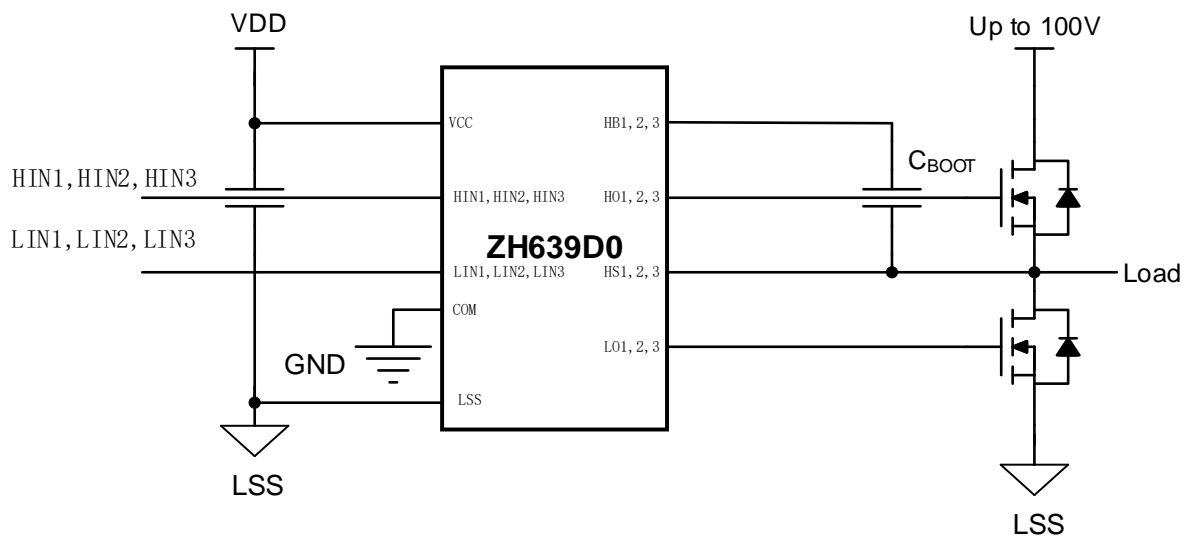 VDD
Up to 100V
VCC
HB1,2,3
CBOOT
HIN1,HIN2,HIN3
HIN1,HIN2,HIN3
HO1,2,3
ZH639D0
LIN1,LIN2,LIN3
LIN1,LIN2,LIN3
HS1,2,3
Load
COM
GND
LO1,2,3
LSS
LSS
LSS